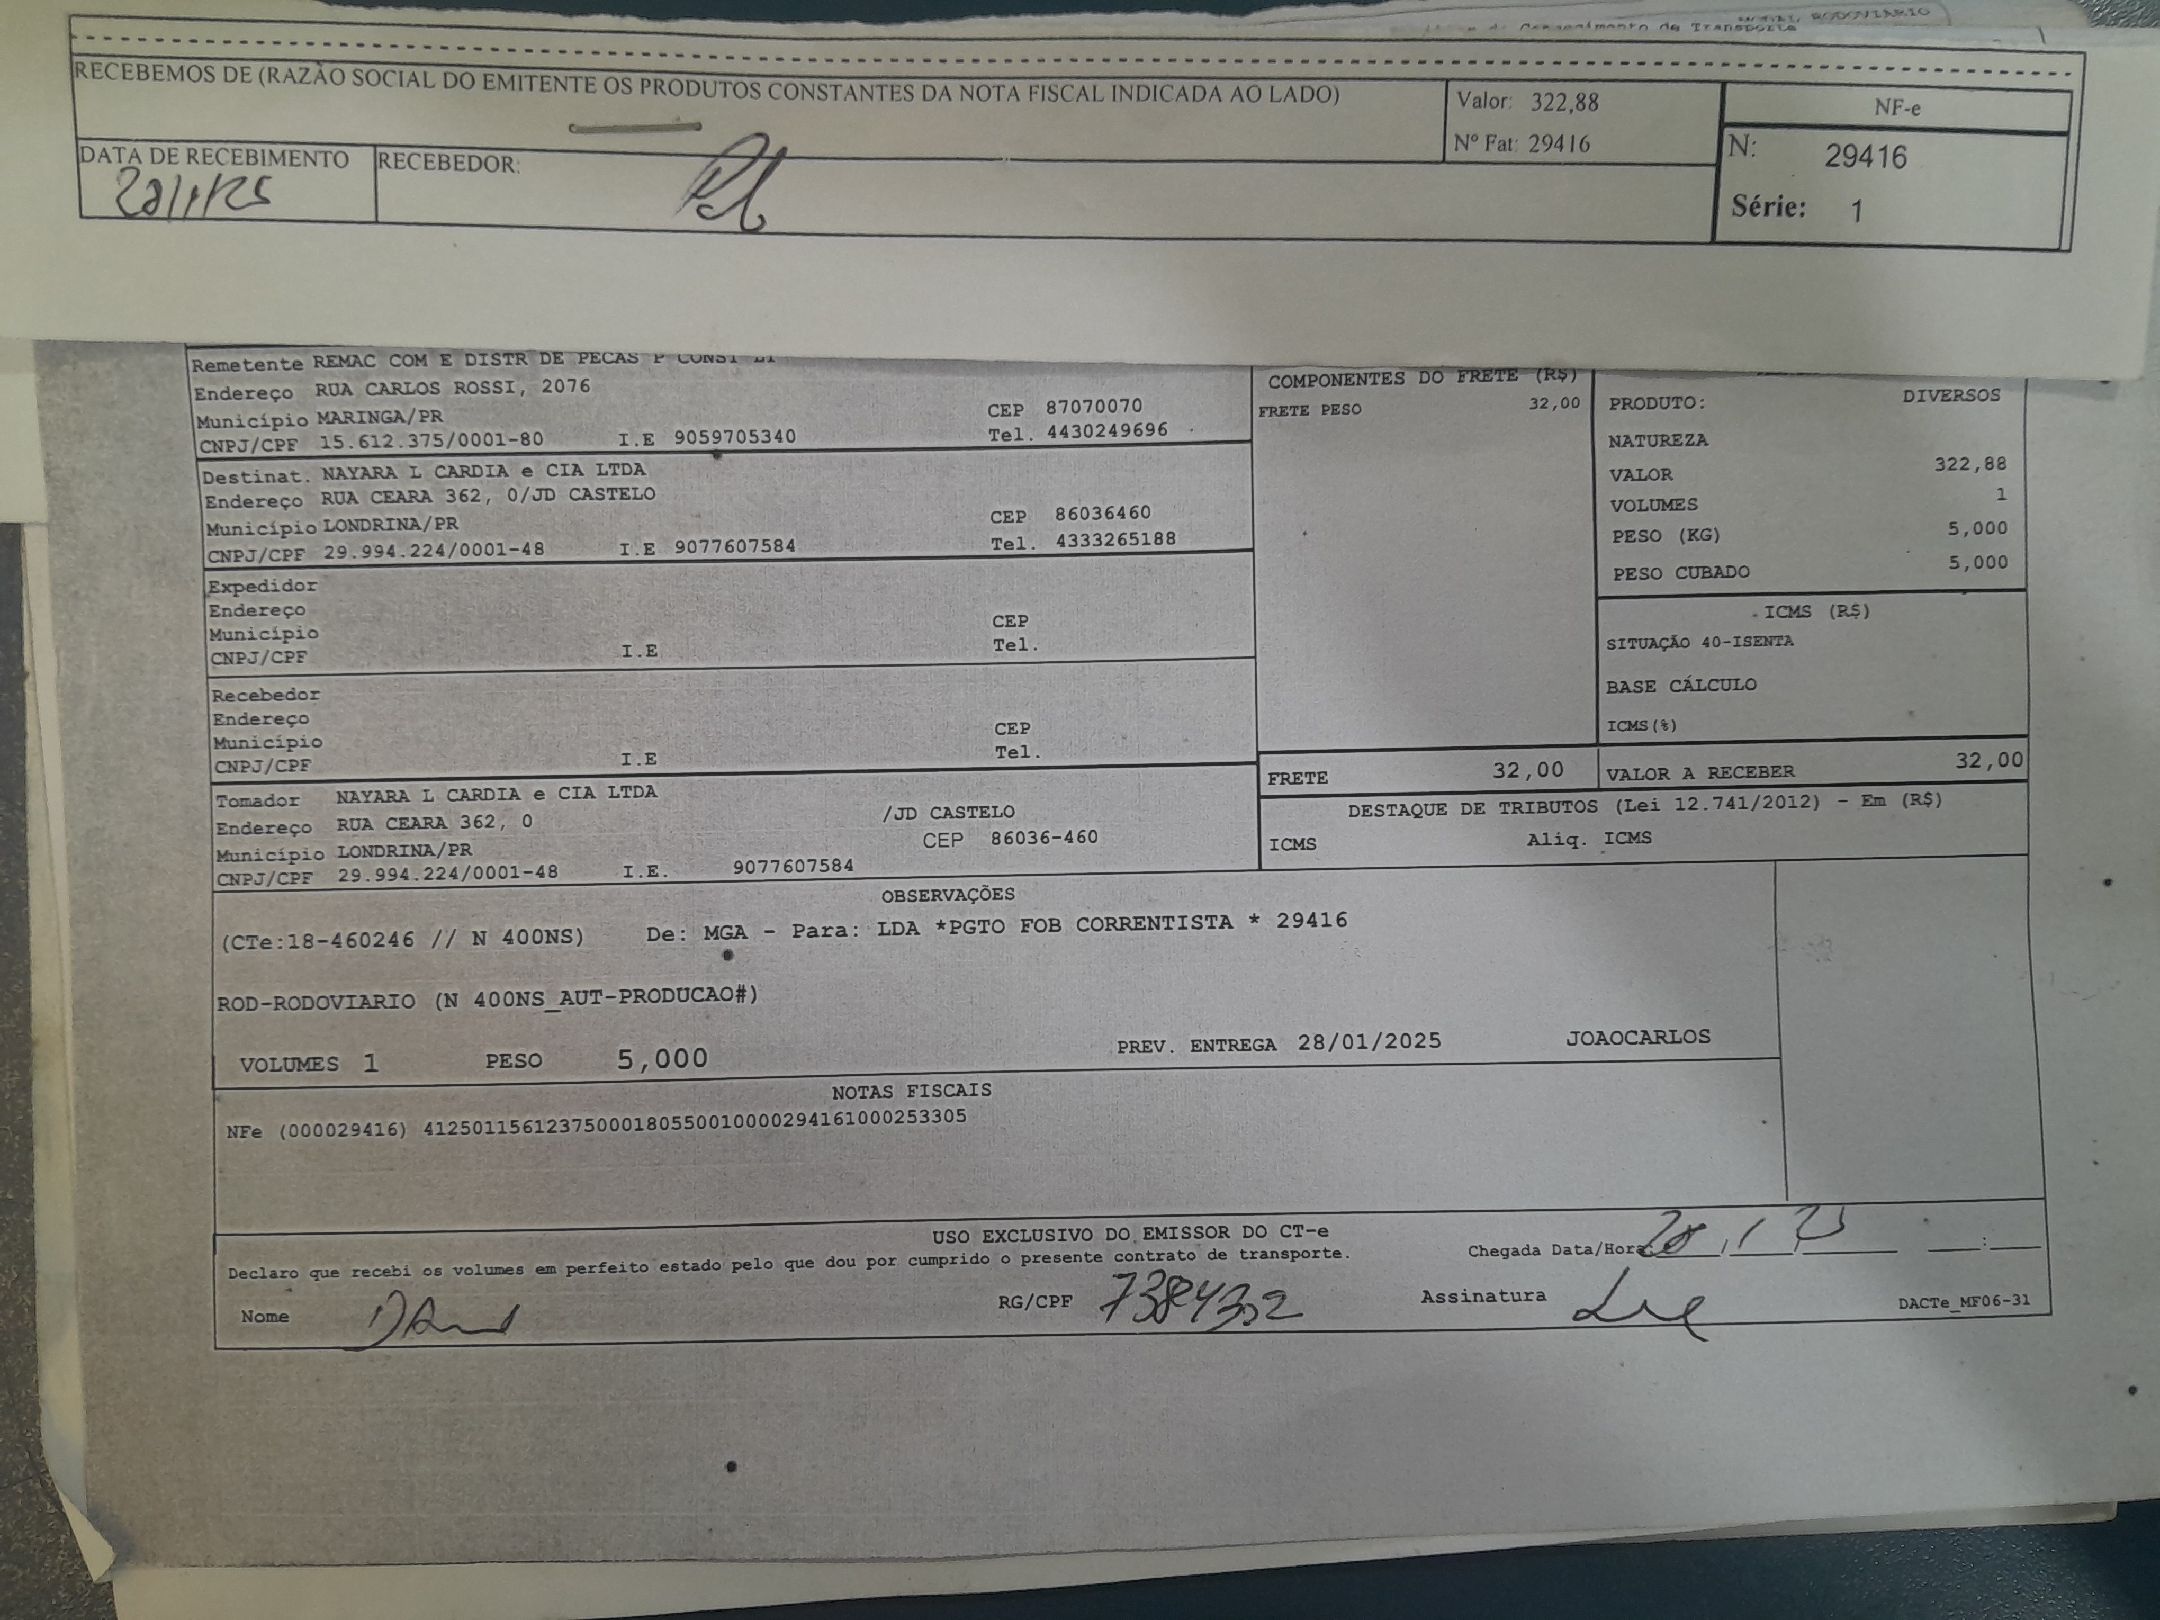 MODAL RODOVIARIO
de Transporte
RECEBEMOS DE (RAZÃO SOCIAL DO EMITENTE OS PRODUTOS CONSTANTES DA NOTA FISCAL INDICADA AO LADO)
Valor: 322,88
Nº Fat: 29416
NF-e
N: 29416
Série: 1
DATA DE RECEBIMENTO
RECEBEDOR:
Remetente REMAC COM E DISTR DE PECAS P CONST
Endereço RUA CARLOS ROSSI, 2076
Município MARINGA/PR CEP 87070070
CNPJ/CPF 15.612.375/0001-80 I.E 9059705340 Tel. 4430249696
Destinat. NAYARA L CARDIA e CIA LTDA
Endereço RUA CEARA 362, 0/JD CASTELO
Município LONDRINA/PR CEP 86036460
CNPJ/CPF 29.994.224/0001-48 I.E 9077607584 Tel. 4333265188
Expedidor
Endereço
Município CEP
CNPJ/CPF I.E Tel.
Recebedor
Endereço
Município CEP
CNPJ/CPF I.E Tel.
Tomador NAYARA L CARDIA e CIA LTDA
Endereço RUA CEARA 362, 0 /JD CASTELO
Município LONDRINA/PR CEP 86036-460
CNPJ/CPF 29.994.224/0001-48 I.E. 9077607584
COMPONENTES DO FRETE (R$)
FRETE PESO 32,00
PRODUTO: DIVERSOS
NATUREZA
VALOR 322,88
VOLUMES 1
PESO (KG) 5,000
PESO CUBADO 5,000
ICMS (R$)
SITUAÇÃO 40-ISENTA
BASE CÁLCULO
ICMS(%)
FRETE 32,00 VALOR A RECEBER 32,00
DESTAQUE DE TRIBUTOS (Lei 12.741/2012) - Em (R$)
ICMS Aliq. ICMS
OBSERVAÇÕES
(CTe:18-460246 // N 400NS) De: MGA - Para: LDA *PGTO FOB CORRENTISTA * 29416
ROD-RODOVIARIO (N 400NS_AUT-PRODUCAO#)
VOLUMES 1 PESO 5,000 PREV. ENTREGA 28/01/2025 JOAOCARLOS
NOTAS FISCAIS
NFe (000029416) 41250115612375000180550010000294161000253305
USO EXCLUSIVO DO EMISSOR DO CT-e
Declaro que recebi os volumes em perfeito estado pelo que dou por cumprido o presente contrato de transporte.
Chegada Data/Hora 28/1/25
Nome RG/CPF 7384302 Assinatura
DACTe_MF06-31